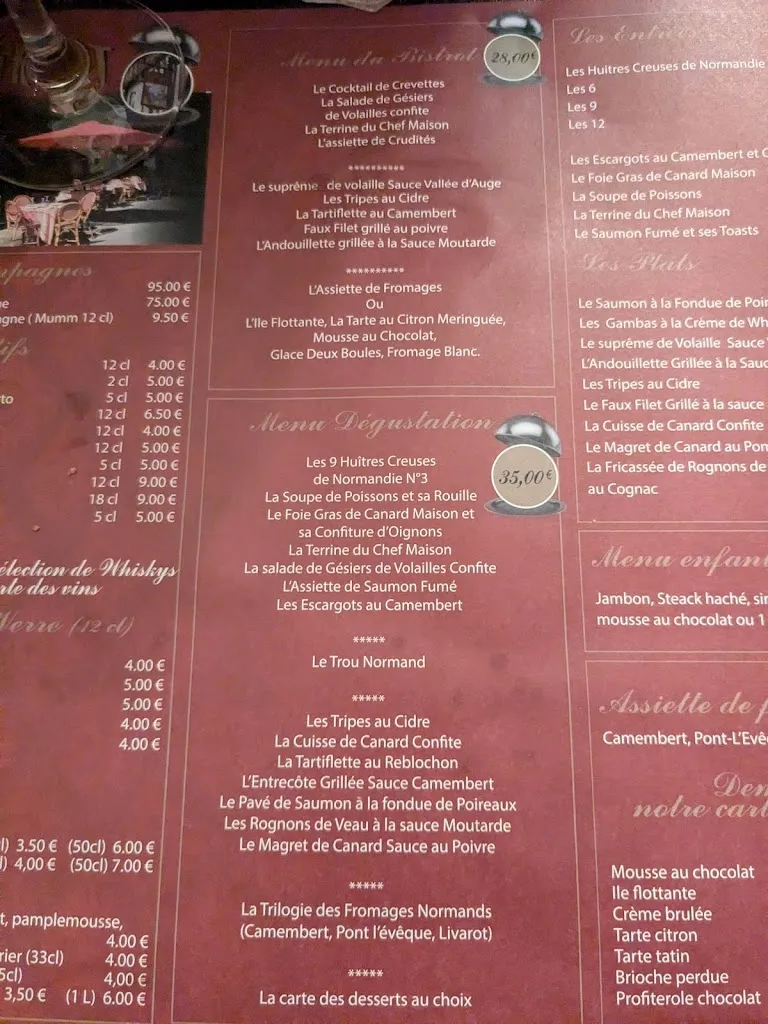 Menu du Bistrot
28,00€
Le Cocktail de Crevettes
La Salade de Gésiers
de Volailles confite
La Terrine du Chef Maison
L'assiette de Crudités
**********
Le suprême de volaille Sauce Vallée d'Auge
Les Tripes au Cidre
La Tartiflette au Camembert
Faux Filet grillé au poivre
L'Andouillette grillée à la Sauce Moutarde
**********
L'Assiette de Fromages
Ou
L'Ile Flottante, La Tarte au Citron Meringuée,
Mousse au Chocolat,
Glace Deux Boules, Fromage Blanc.
Menu Dégustation
35,00€
Les 9 Huîtres Creuses
de Normandie N°3
La Soupe de Poissons et sa Rouille
Le Foie Gras de Canard Maison et
sa Confiture d'Oignons
La Terrine du Chef Maison
La salade de Gésiers de Volailles Confite
L'Assiette de Saumon Fumé
Les Escargots au Camembert
*****
Le Trou Normand
*****
Les Tripes au Cidre
La Cuisse de Canard Confite
La Tartiflette au Reblochon
L'Entrecôte Grillée Sauce Camembert
Le Pavé de Saumon à la fondue de Poireaux
Les Rognons de Veau à la sauce Moutarde
Le Magret de Canard Sauce au Poivre
*****
La Trilogie des Fromages Normands
(Camembert, Pont l'évêque, Livarot)
*****
La carte des desserts au choix
95.00 €
75.00 €
(Mumm 12 cl) 9.50 €
12 cl 4.00 €
2 cl 5.00 €
5 cl 5.00 €
12 cl 6.50 €
12 cl 4.00 €
12 cl 5.00 €
5 cl 5.00 €
12 cl 9.00 €
18 cl 9.00 €
5 cl 5.00 €
de Whiskys
des vins
(12 cl)
4.00 €
5.00 €
5.00 €
4.00 €
4.00 €
3.50 € (50cl) 6.00 €
4,00 € (50cl) 7.00 €
pamplemousse,
4.00 €
(33cl) 4.00 €
4,00 €
3,50 € (1 L) 6.00 €
Les
Les Huitres Creuses de Normandie
Les 6
Les 9
Les 12
Les Escargots au Camembert et
Le Foie Gras de Canard Maison
La Soupe de Poissons
La Terrine du Chef Maison
Le Saumon Fumé et ses Toasts
Les Plats
Le Saumon à la Fondue de
Les Gambas à la Crème de
Le suprême de Volaille Sauce
L'Andouillette Grillée à la
Les Tripes au Cidre
Le Faux Filet Grillé à la sauce
La Cuisse de Canard Confite
Le Magret de Canard au
La Fricassée de Rognons de
au Cognac
Menu
Jambon, Steack haché,
mousse au chocolat ou 1
Assiette de
Camembert,
notre
Mousse au chocolat
Ile flottante
Crème brulée
Tarte citron
Tarte tatin
Brioche perdue
Profiterole chocolat